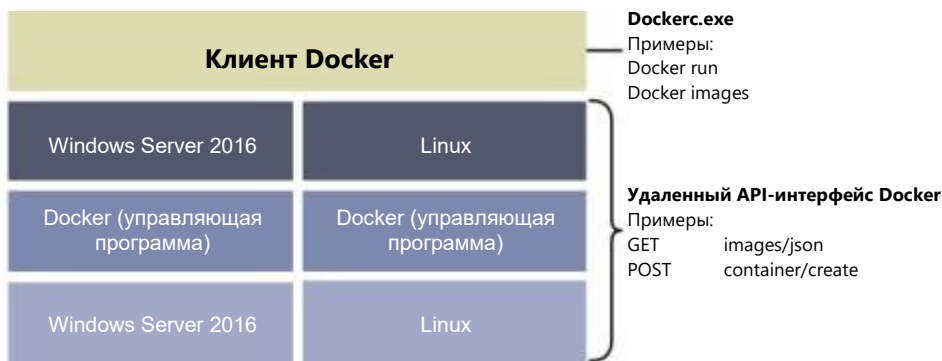 Клиент Docker
Dockerc.exe
Примеры:
Docker run
Docker images
Windows Server 2016
Linux
Docker (управляющая
программа)
Docker (управляющая
программа)
Windows Server 2016
Linux
Удаленный API-интерфейс Docker
Примеры:
GET images/json
POST container/create